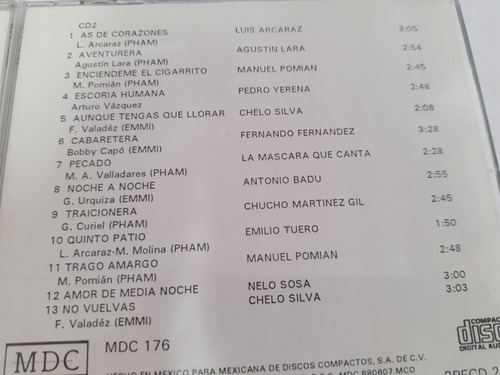 CD2
1 AS DE CORAZONES LUIS ARCARAZ 3:05
L. Arcaraz (PHAM)
2 AVENTURERA AGUSTIN LARA 2:54
Agustín Lara (PHAM)
3 ENCIENDEME EL CIGARRITO MANUEL POMIAN 2:45
M. Pomián (PHAM)
4 ESCORIA HUMANA PEDRO YERENA 2:48
Arturo Vázquez
5 AUNQUE TENGAS QUE LLORAR CHELO SILVA 2:08
F. Valadéz (EMMI)
6 CABARETERA FERNANDO FERNANDEZ 3:28
Bobby Capó (EMMI)
7 PECADO LA MASCARA QUE CANTA 2:28
M. A. Valladares (PHAM)
8 NOCHE A NOCHE ANTONIO BADU 2:55
G. Urquiza (EMMI)
9 TRAICIONERA CHUCHO MARTINEZ GIL 2:45
G. Curiel (PHAM)
10 QUINTO PATIO EMILIO TUERO 1:50
L. Arcaraz-M. Molina (PHAM)
11 TRAGO AMARGO MANUEL POMIAN 2:48
M. Pomián (PHAM)
12 AMOR DE MEDIA NOCHE NELO SOSA 3:00
13 NO VUELVAS CHELO SILVA 3:03
F. Valadéz (EMMI)
MDC MDC 176
COMPACT
disc
DIGITAL AUDIO
HECHO EN MEXICO PARA MEXICANA DE DISCOS COMPACTOS, S.A. DE C.V.
MDC 880607 MCO